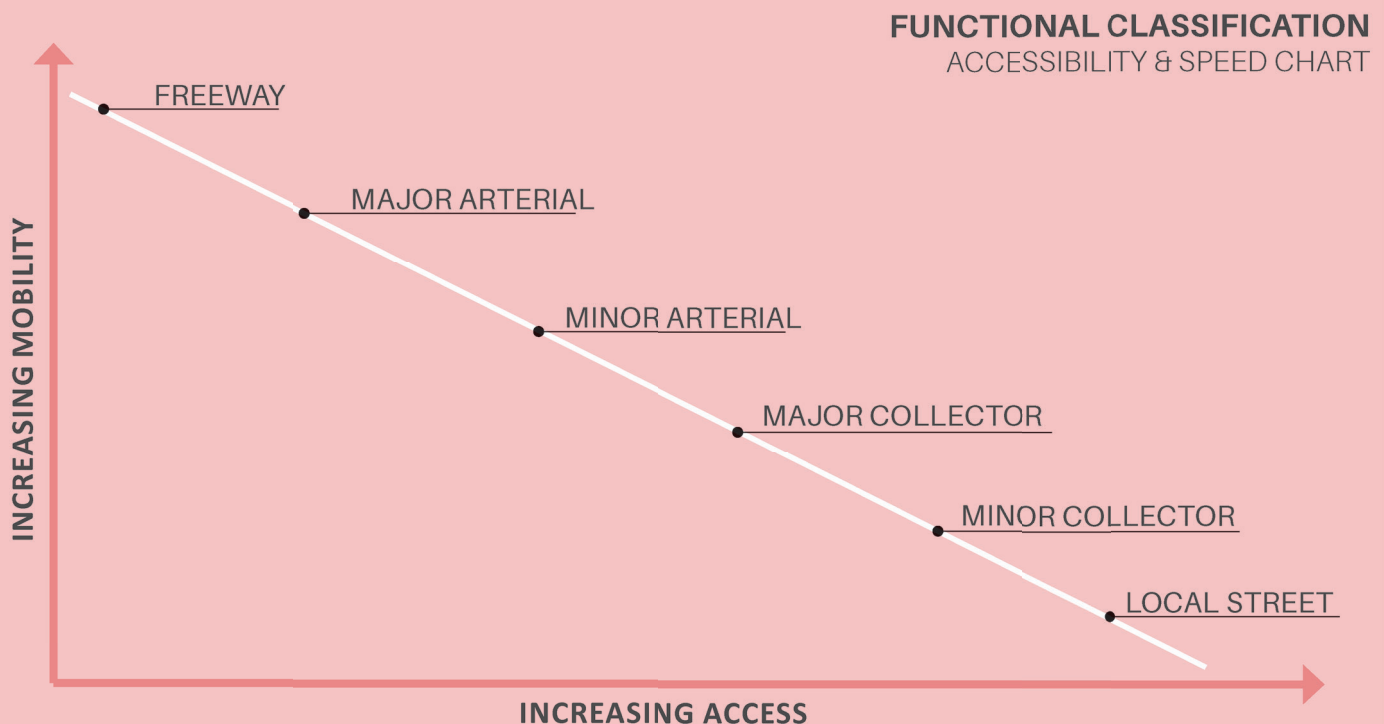 FUNCTIONAL CLASSIFICATION
ACCESSIBILITY & SPEED CHART
FREEWAY
MAJOR ARTERIAL
MINOR ARTERIAL
MAJOR COLLECTOR
MINOR COLLECTOR
LOCAL STREET
INCREASING MOBILITY
INCREASING ACCESS